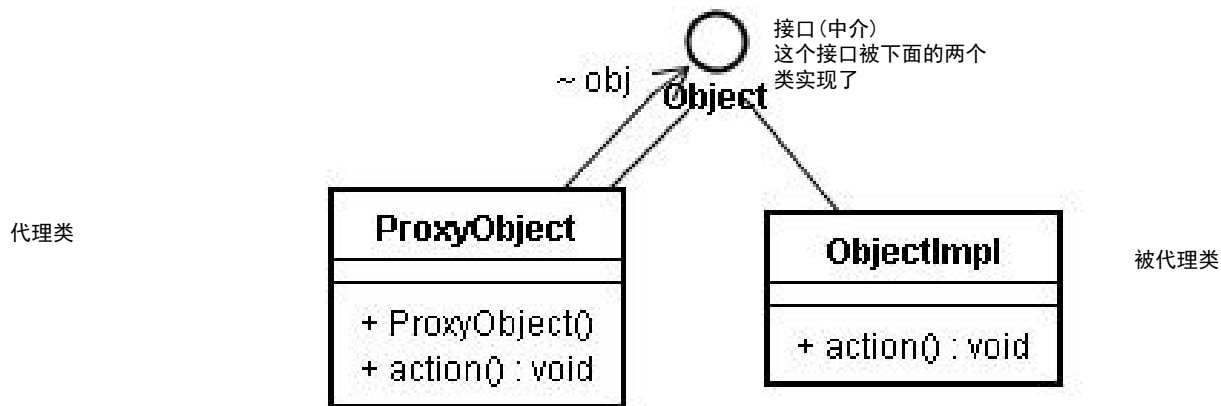 接口(中介)
这个接口被下面的两个
类实现了
~ obj
Object
代理类
ProxyObject
+ ProxyObject()
+ action() : void
ObjectImpl
+ action() : void
被代理类